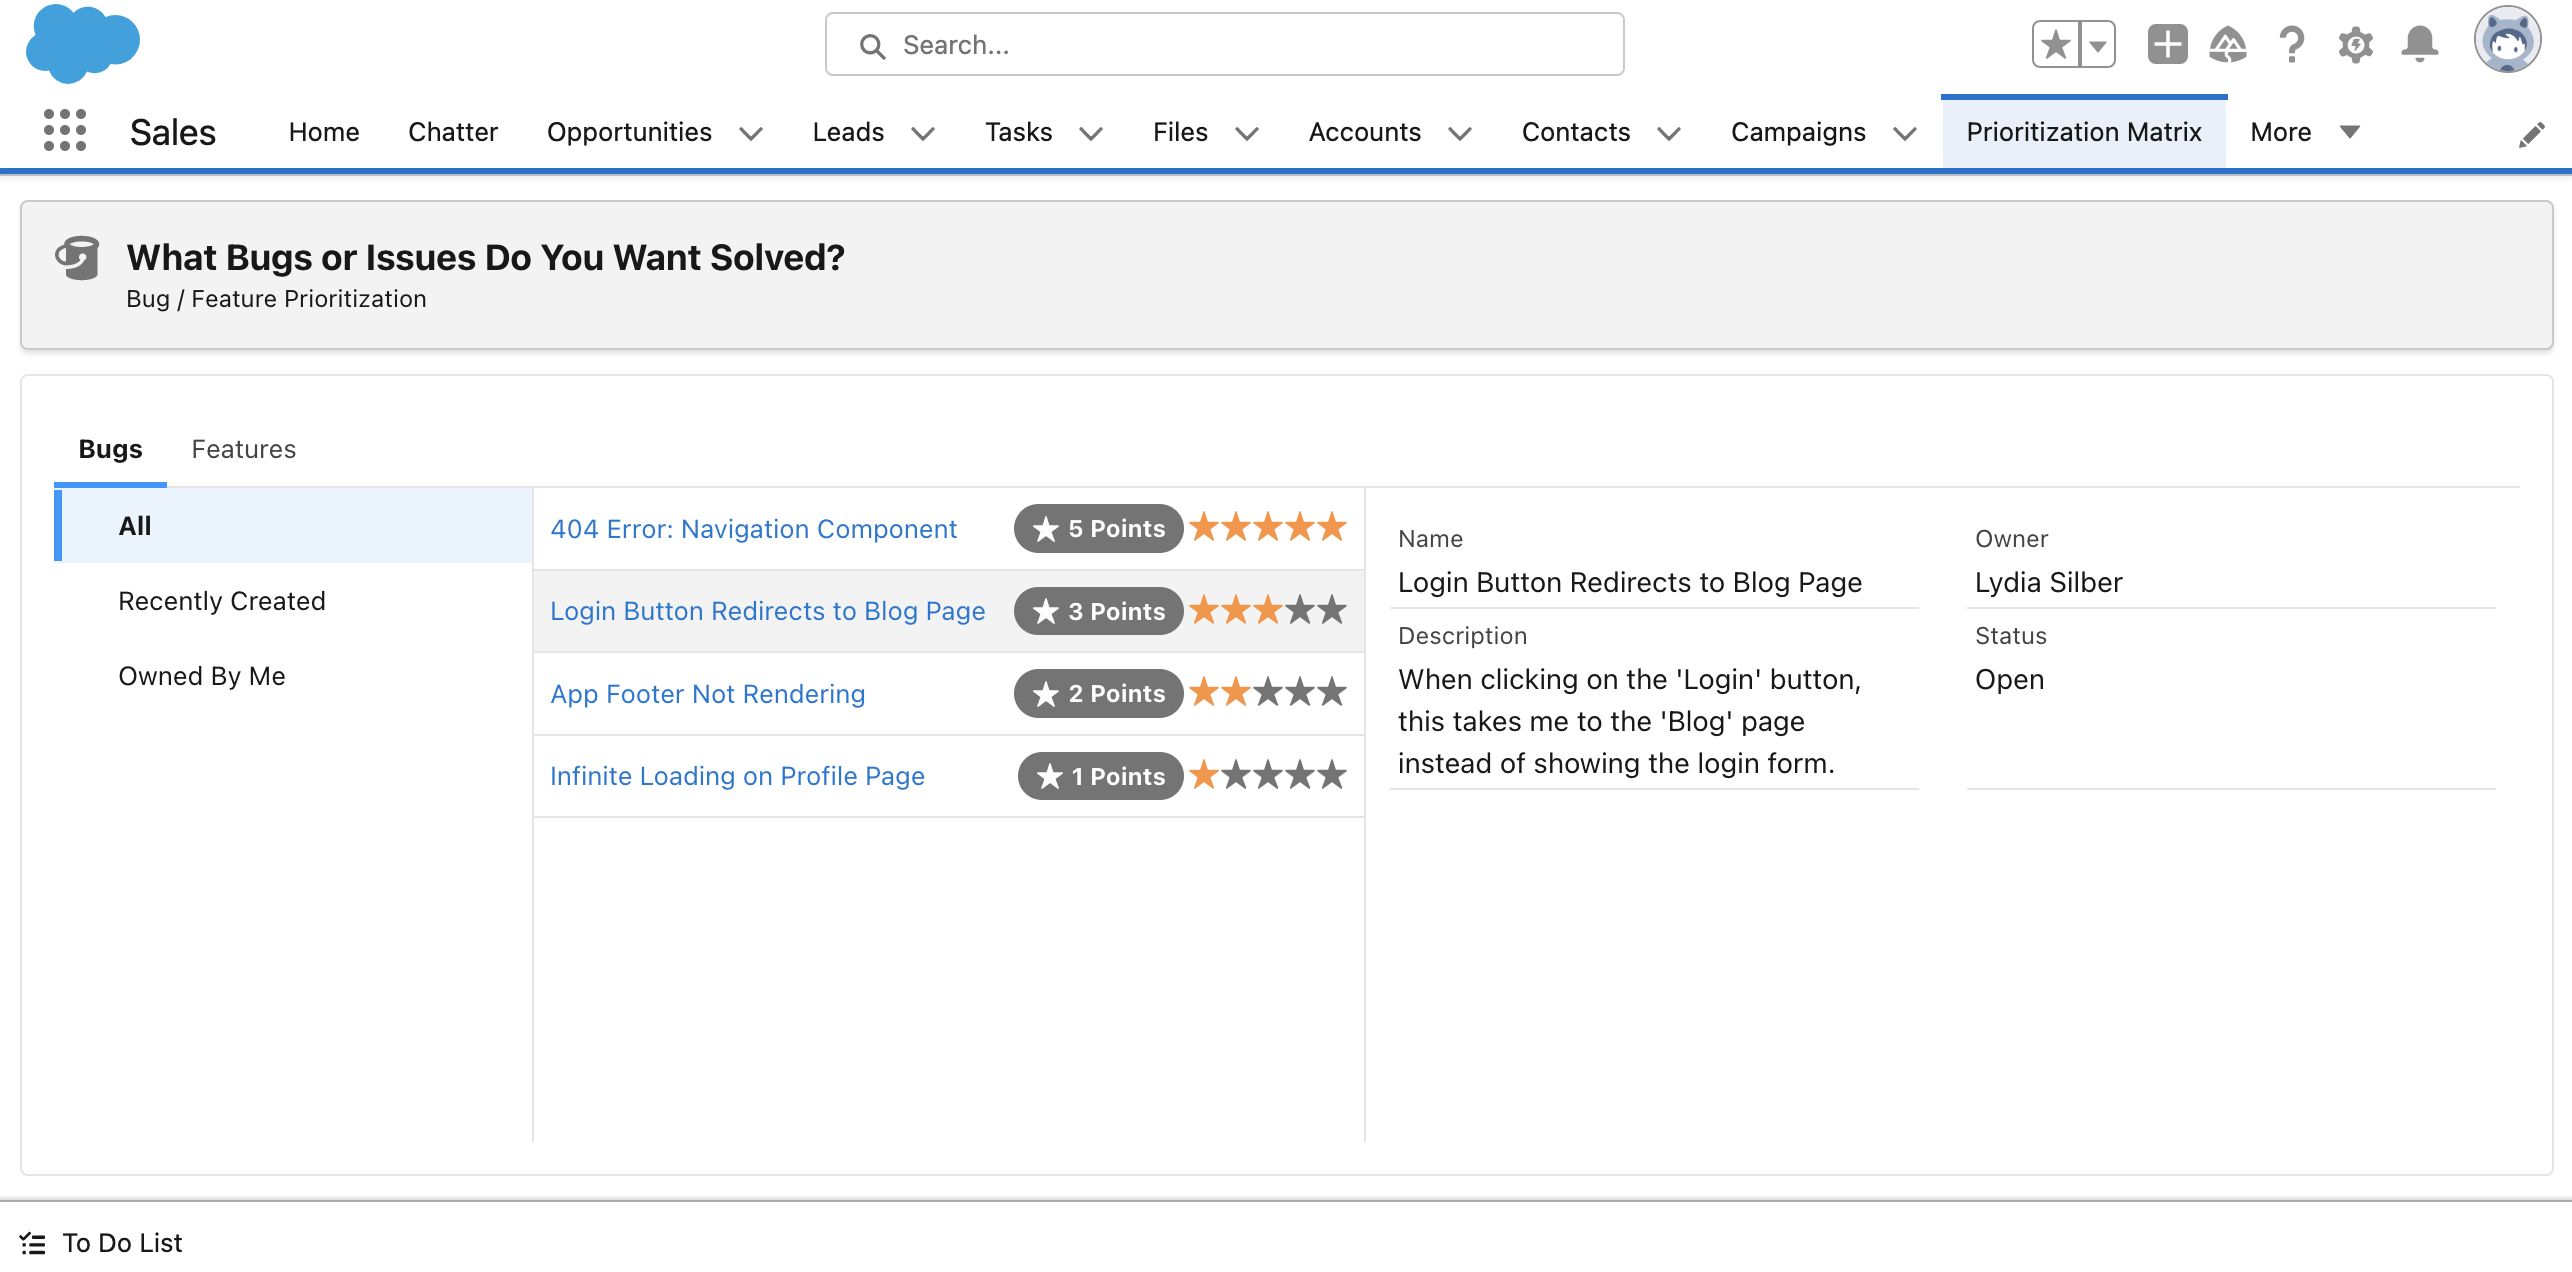 Search...
Sales
Home
Chatter
Opportunities
Leads
Tasks
Files
Accounts
Contacts
Campaigns
Prioritization Matrix
More
What Bugs or Issues Do You Want Solved?
Bug / Feature Prioritization
Bugs
Features
All
Recently Created
Owned By Me
404 Error: Navigation Component
5 Points
Login Button Redirects to Blog Page
3 Points
App Footer Not Rendering
2 Points
Infinite Loading on Profile Page
1 Points
Name
Login Button Redirects to Blog Page
Owner
Lydia Silber
Description
When clicking on the 'Login' button,
this takes me to the 'Blog' page
instead of showing the login form.
Status
Open
To Do List